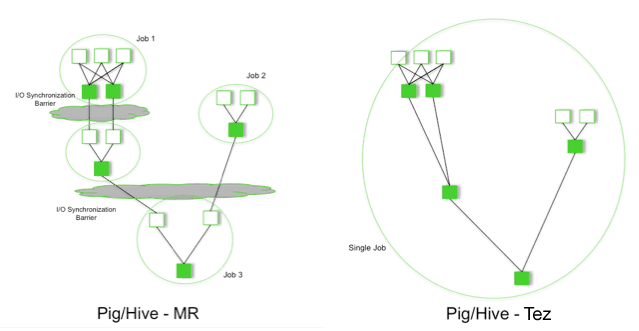 Job 1
Job 2
I/O Synchronization
Barrier
I/O Synchronization
Barrier
Job 3
Pig/Hive - MR
Single Job
Pig/Hive - Tez